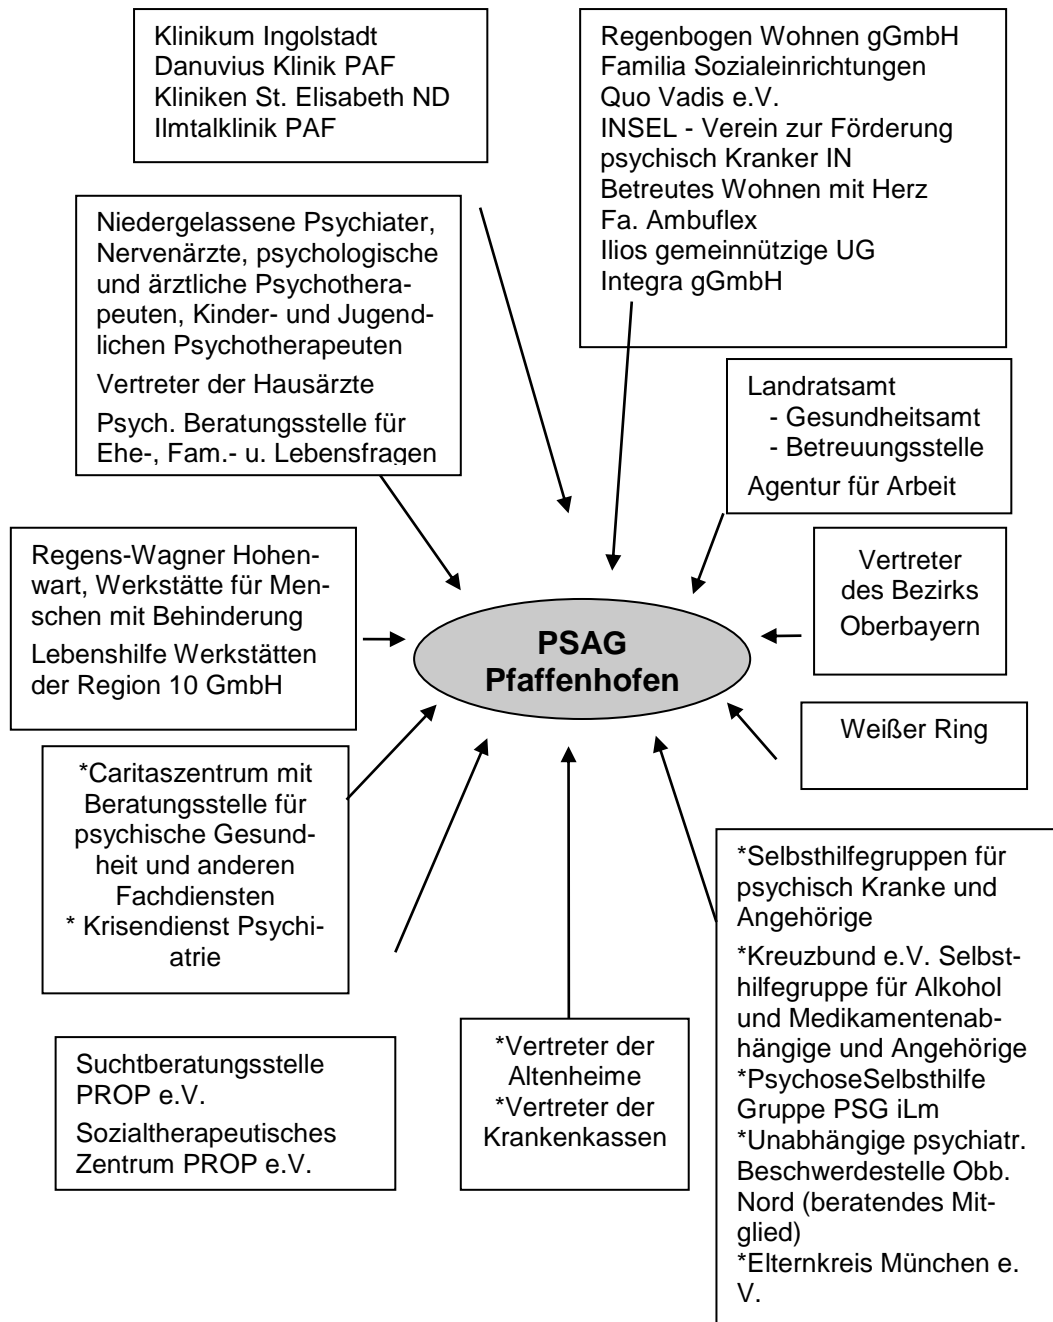 Klinikum Ingolstadt
Danuvius Klinik PAF
Kliniken St. Elisabeth ND
Ilmtalklinik PAF
Regenbogen Wohnen gGmbH
Familia Sozialeinrichtungen
Quo Vadis e.V.
INSEL - Verein zur Förderung
psychisch Kranker IN
Betreutes Wohnen mit Herz
Fa. Ambuflex
Ilios gemeinnützige UG
Integra gGmbH
Niedergelassene Psychiater,
Nervenärzte, psychologische
und ärztliche Psychothera-
peuten, Kinder- und Jugend-
lichen Psychotherapeuten
Vertreter der Hausärzte
Psych. Beratungsstelle für
Ehe-, Fam.- u. Lebensfragen
Landratsamt
- Gesundheitsamt
- Betreuungsstelle
Agentur für Arbeit
Regens-Wagner Hohen-
wart, Werkstätte für Men-
schen mit Behinderung
Lebenshilfe Werkstätten
der Region 10 GmbH
Vertreter
des Bezirks
Oberbayern
PSAG
Pfaffenhofen
Weißer Ring
*Caritaszentrum mit
Beratungsstelle für
psychische Gesund-
heit und anderen
Fachdiensten
* Krisendienst Psychi-
atrie
*Selbsthilfegruppen für
psychisch Kranke und
Angehörige
*Kreuzbund e.V. Selbst-
hilfegruppe für Alkohol
und Medikamentenab-
hängige und Angehörige
*PsychoseSelbsthilfe
Gruppe PSG iLm
*Unabhängige psychiatr.
Beschwerdestelle Obb.
Nord (beratendes Mit-
glied)
*Elternkreis München e.
V.
Suchtberatungsstelle
PROP e.V.
Sozialtherapeutisches
Zentrum PROP e.V.
*Vertreter der
Altenheime
*Vertreter der
Krankenkassen